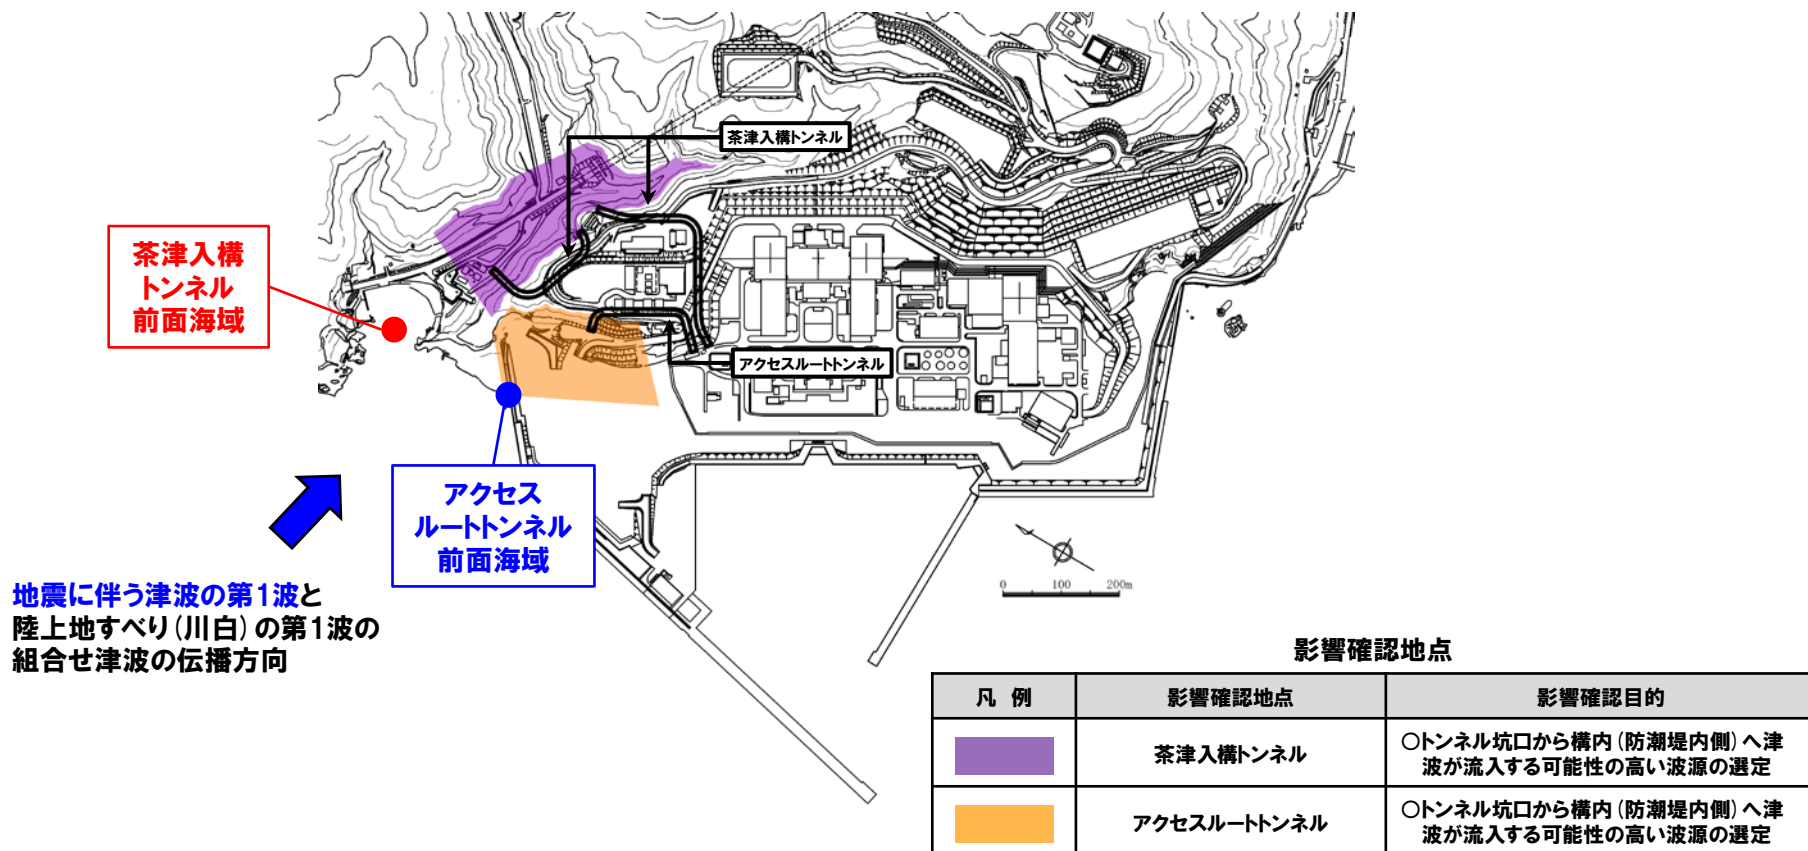 茶津入構トンネル
茶津入構
トンネル
前面海域
アクセスルートトンネル
アクセス
ルートトンネル
前面海域
0 100 200m
地震に伴う津波の第1波と
陸上地すべり(川白)の第1波の
組合せ津波の伝播方向
影響確認地点
凡 例 影響確認地点 影響確認目的
茶津入構トンネル
○トンネル坑口から構内(防潮堤内側)へ津
波が流入する可能性の高い波源の選定
アクセスルートトンネル
○トンネル坑口から構内(防潮堤内側)へ津
波が流入する可能性の高い波源の選定